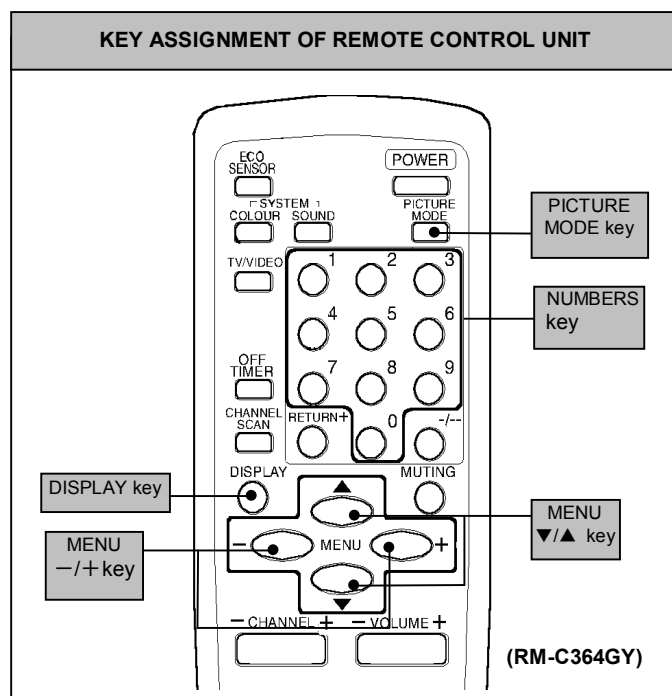 KEY ASSIGNMENT OF REMOTE CONTROL UNIT
ECO
SENSOR
POWER
SYSTEM
COLOUR SOUND
PICTURE
MODE
PICTURE
MODE key
TV/VIDEO
1 2 3
NUMBERS
key
4 5 6
OFF
TIMER
7 8 9
CHANNEL
SCAN
RETURN+ 0 -/--
DISPLAY MUTING
DISPLAY key
▲
MENU
▼/▲ key
MENU
−/+key
− MENU +
▼
− CHANNEL + − VOLUME +
(RM-C364GY)